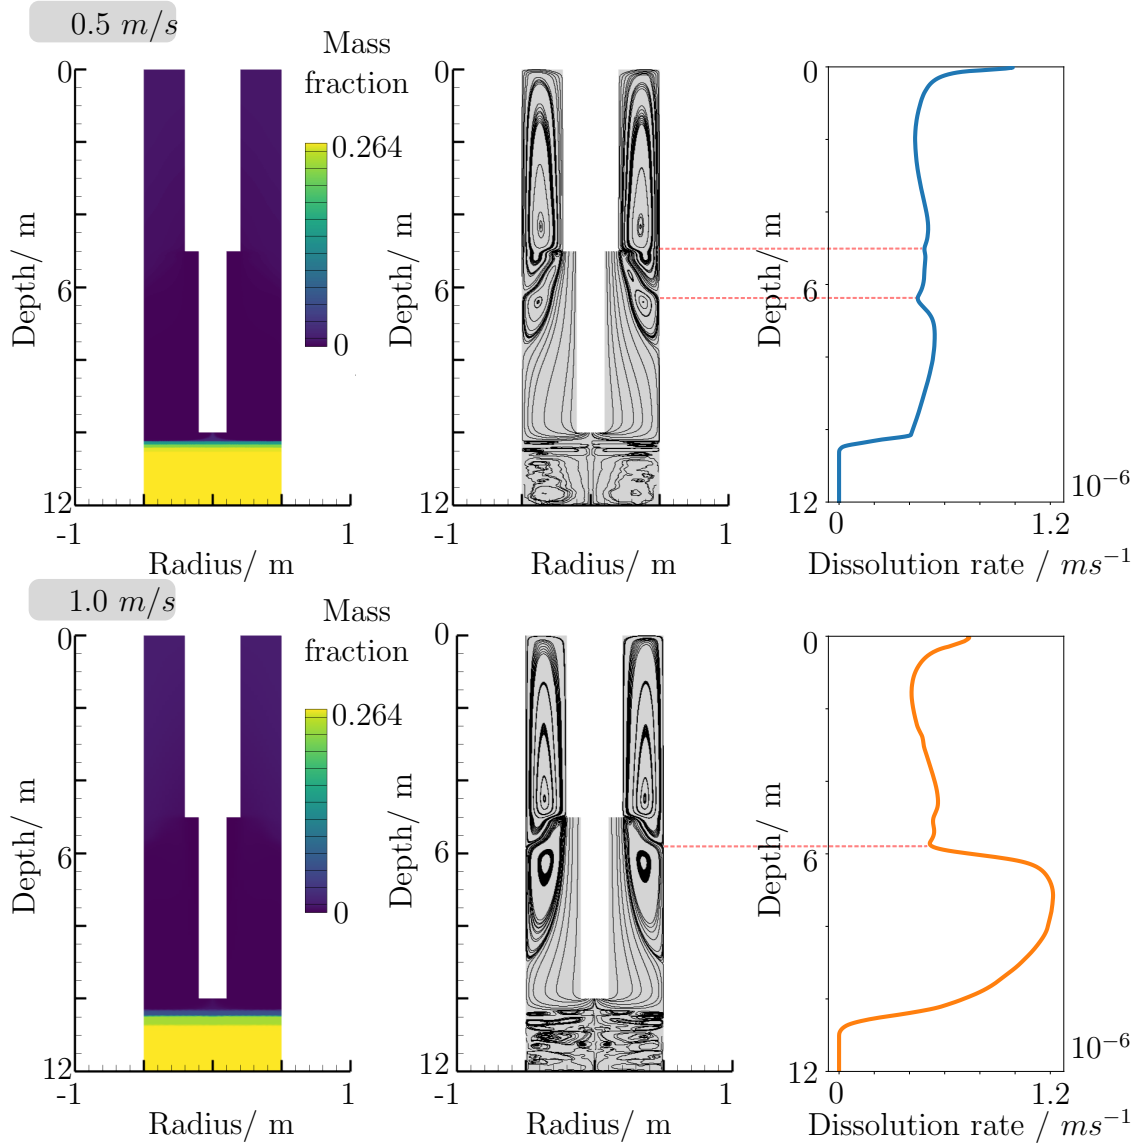 0.5 m/s
Mass
fraction
0.264
0
0
6
12
Depth/ m
-1
1
Radius/ m
0
6
12
Depth/ m
-1
1
Radius/ m
0
6
12
Depth/ m
10⁻⁶
0
1.2
Dissolution rate / ms⁻¹
1.0 m/s
Mass
fraction
0.264
0
0
6
12
Depth/ m
-1
1
Radius/ m
0
6
12
Depth/ m
-1
1
Radius/ m
0
6
12
Depth/ m
10⁻⁶
0
1.2
Dissolution rate / ms⁻¹